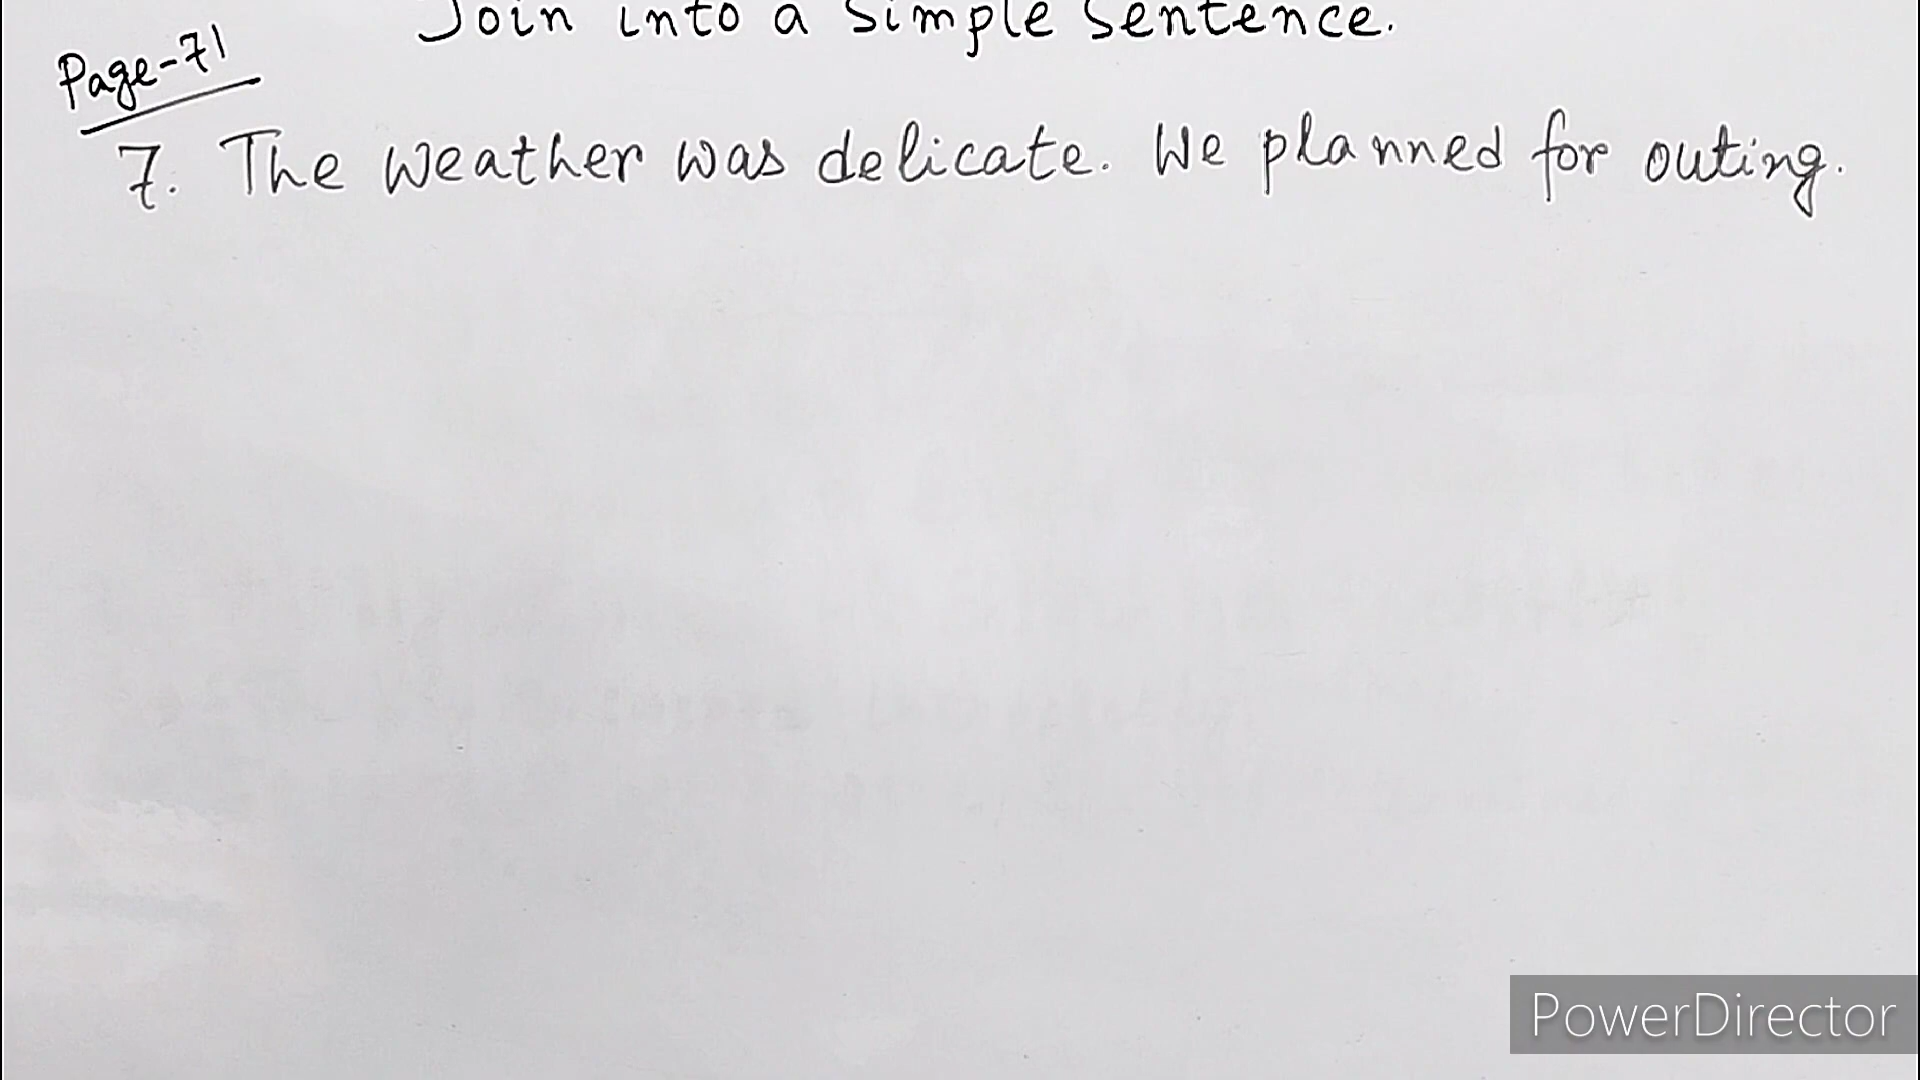 Join into a simple sentence.
Page-71
7. The weather was delicate. We planned for outing.
PowerDirector